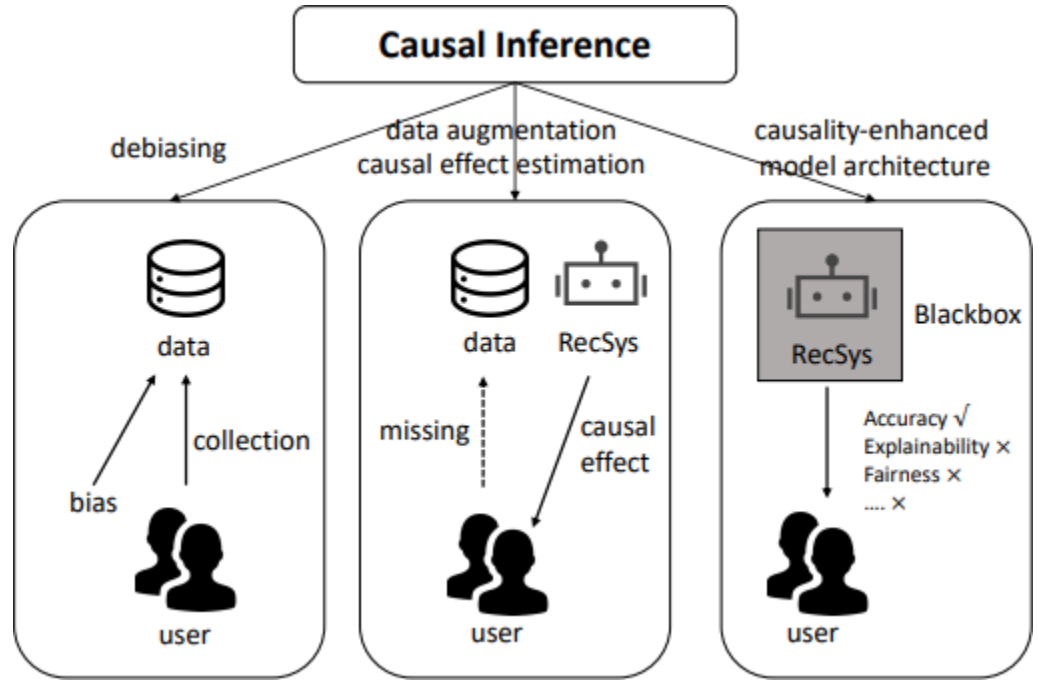 Causal Inference
debiasing
data augmentation
causal effect estimation
causality-enhanced
model architecture
data
collection
bias
user
data
RecSys
missing
causal
effect
user
RecSys
Blackbox
Accuracy √
Explainability ×
Fairness ×
.... ×
user